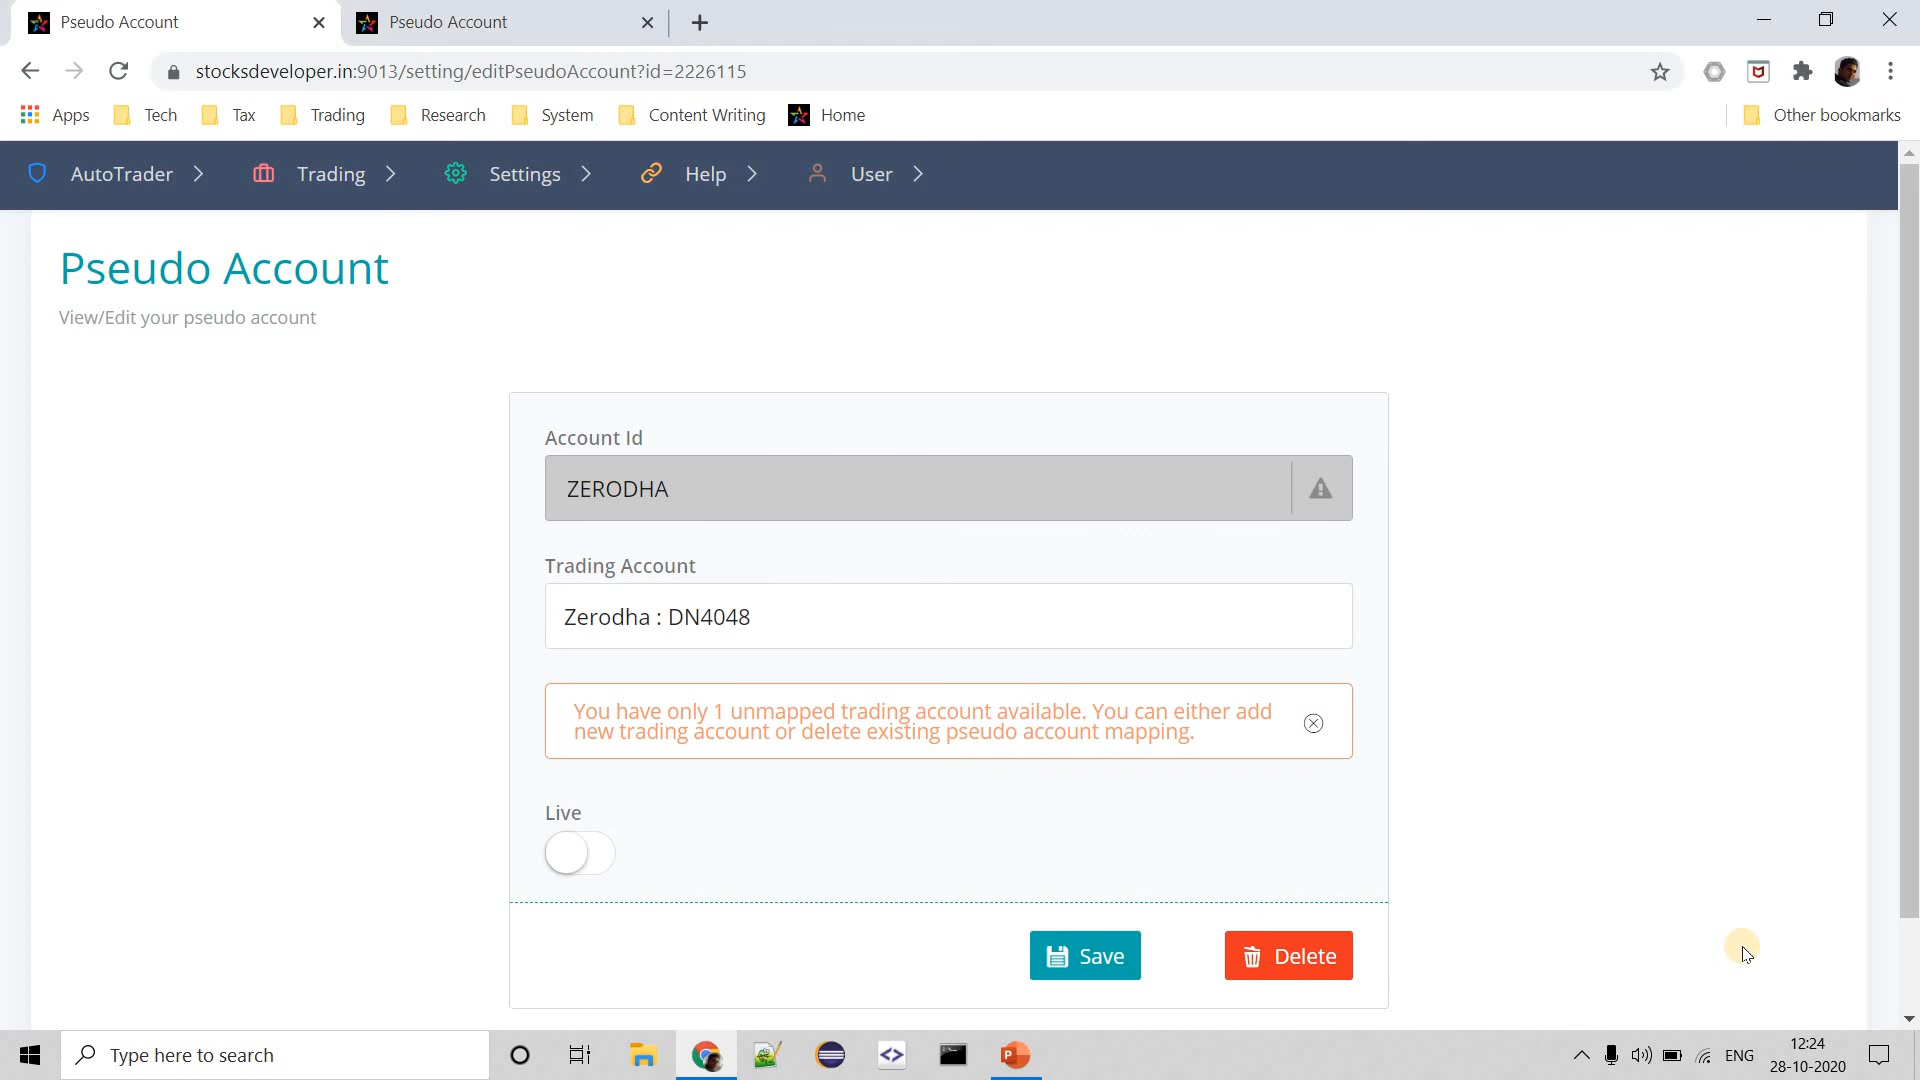 Pseudo Account
Pseudo Account
stocksdeveloper.in:9013/setting/editPseudoAccount?id=2226115
Apps
Tech
Tax
Trading
Research
System
Content Writing
Home
Other bookmarks
AutoTrader
Trading
Settings
Help
User
Pseudo Account
View/Edit your pseudo account
Account Id
ZERODHA
Trading Account
Zerodha : DN4048
You have only 1 unmapped trading account available. You can either add
new trading account or delete existing pseudo account mapping.
Live
Save
Delete
Type here to search
ENG
12:24
28-10-2020